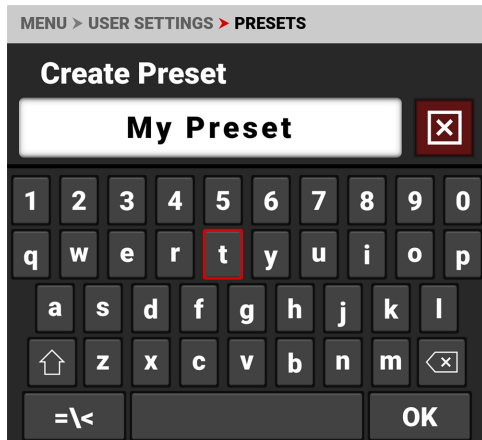 MENU > USER SETTINGS > PRESETS
Create Preset
My Preset
1 2 3 4 5 6 7 8 9 0
q w e r t y u i o p
a s d f g h j k l
z x c v b n m
=\< OK